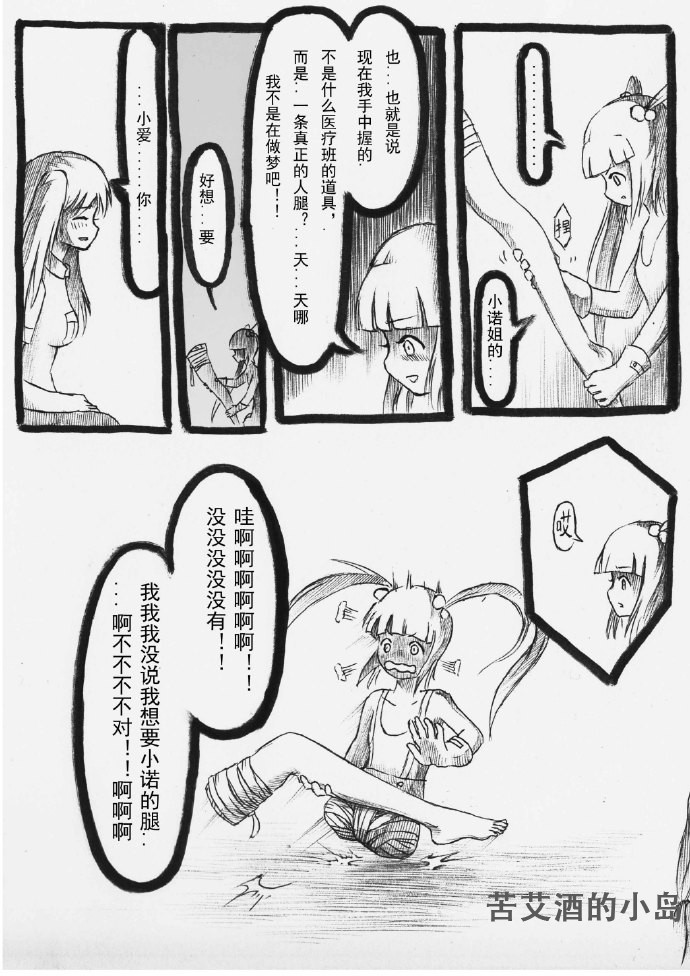 ............
捏
小诺姐的....
也...也就是说
现在我手中握的.
不是什么医疗班的道具,.
而是..一条真正的人腿?...天...天哪
我不是在做梦吧!!
好想...要
...小爱....你....
哎
哇啊啊啊啊啊!!
没没没没没有!!
我我我没说我想要小诺的腿..
...啊不不不不对!!啊啊啊
苦艾酒的小岛